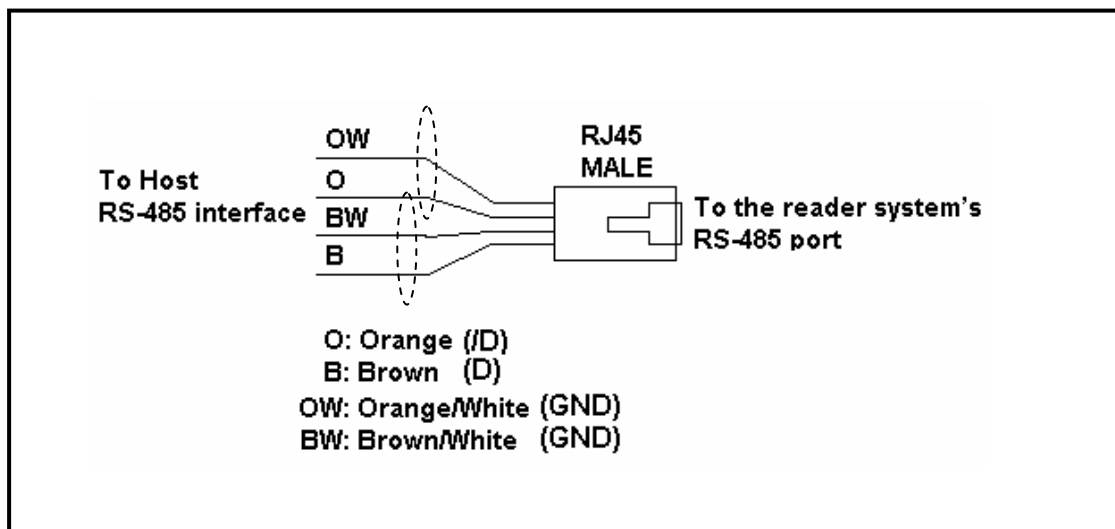 OW
O
BW
B
To Host
RS-485 interface
RJ45
MALE
To the reader system's
RS-485 port
O: Orange (/D)
B: Brown (D)
OW: Orange/White (GND)
BW: Brown/White (GND)